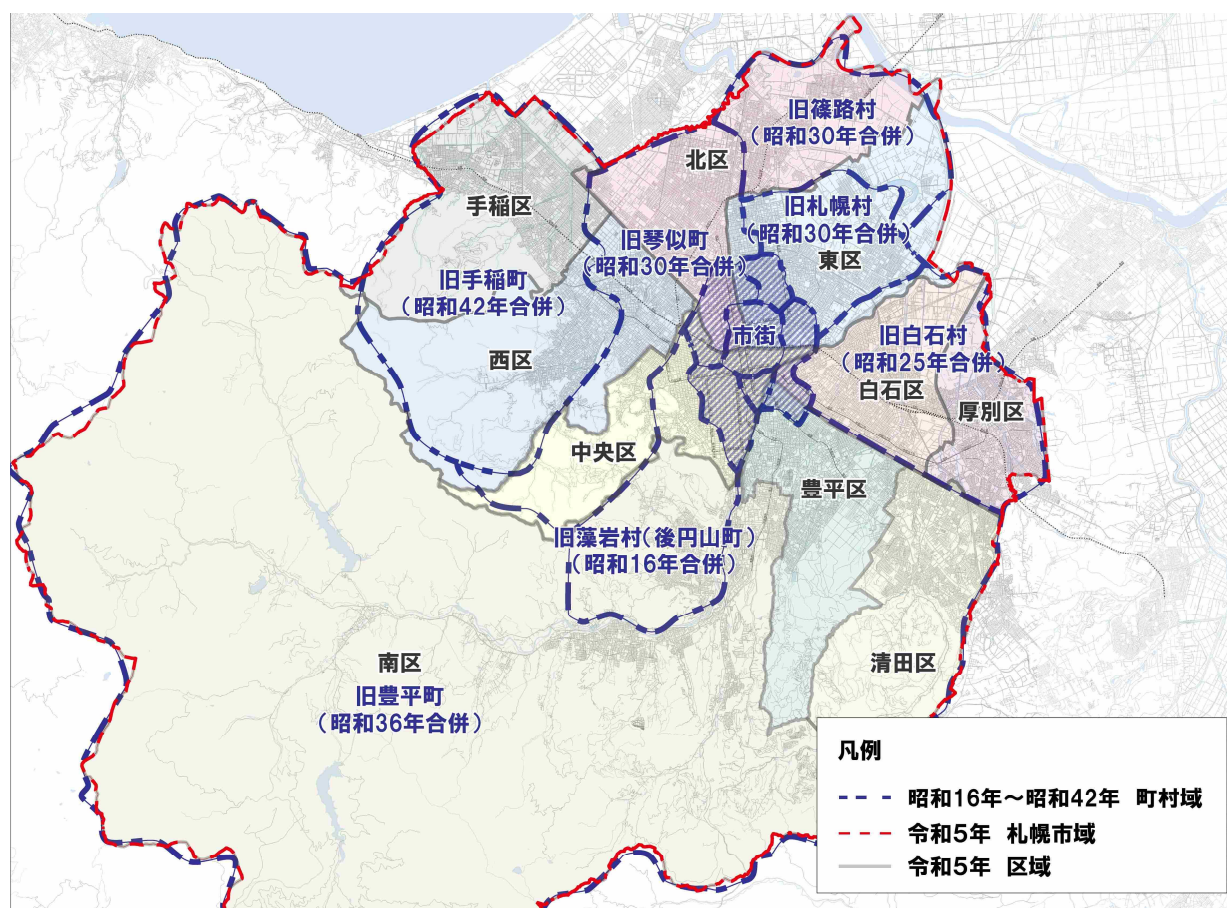 旧篠路村
（昭和30年合併）
北区
手稲区
旧札幌村
（昭和30年合併）
東区
旧琴似町
（昭和30年合併）
旧手稲町
（昭和42年合併）
市街
旧白石村
（昭和25年合併）
白石区
西区
厚別区
中央区
豊平区
旧藻岩村（後円山町）
（昭和16年合併）
南区
旧豊平町
（昭和36年合併）
清田区
凡例
昭和16年～昭和42年 町村域
令和5年 札幌市域
令和5年 区域